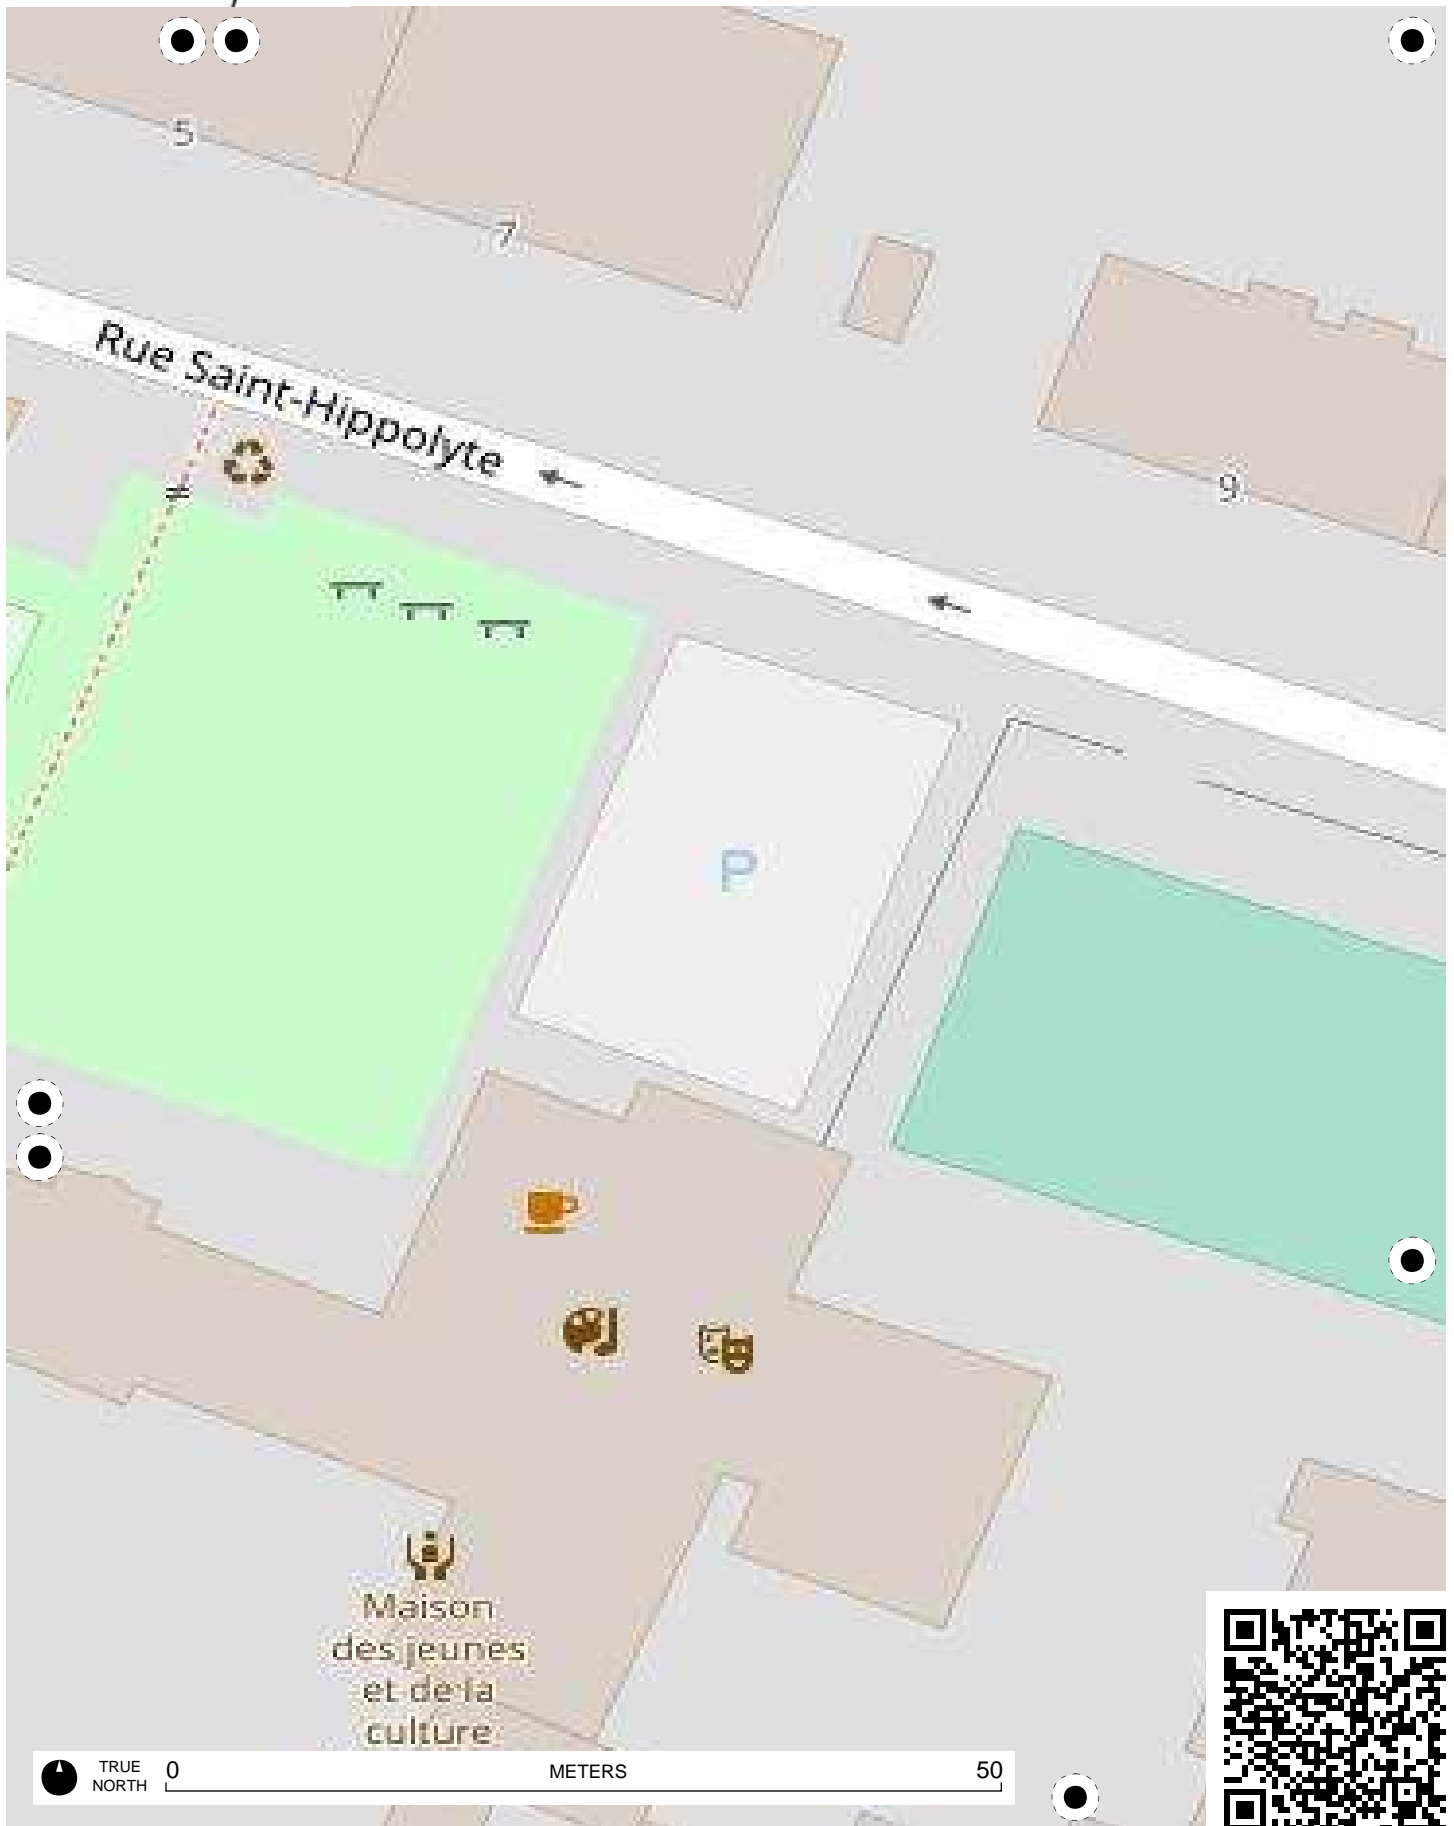 5
7
Rue Saint-Hippolyte
9
P
Maison
des jeunes
et de la
culture
TRUE
NORTH
0
METERS
50